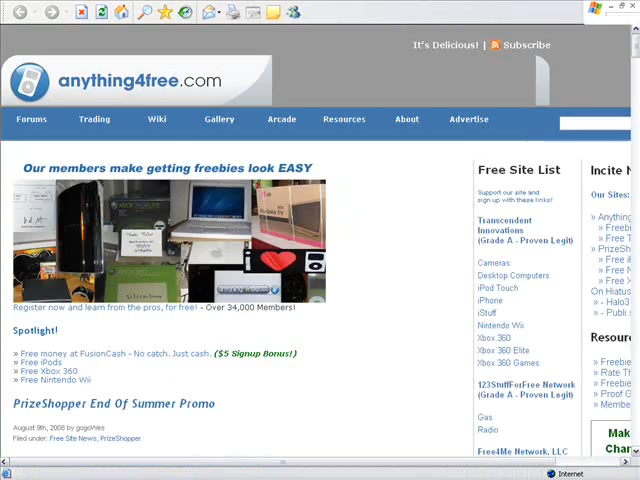 It's Delicious! | Subscribe
anything4free.com
Forums Trading Wiki Gallery Arcade Resources About Advertise
Our members make getting freebies look EASY
Register now and learn from the pros, for free! - Over 34,000 Members!
Spotlight!
» Free money at FusionCash - No catch. Just cash. ($5 Signup Bonus!)
» Free iPods
» Free Xbox 360
» Free Nintendo Wii
PrizeShopper End Of Summer Promo
August 9th, 2008 by gogoWes
Filed under: Free Site News, PrizeShopper
Free Site List
Support our site and
sign up with these links!
Transcendent
Innovations
(Grade A - Proven Legit)
Cameras
Desktop Computers
iPod Touch
iPhone
iStuff
Nintendo Wii
Xbox 360
Xbox 360 Elite
Xbox 360 Games
123StuffForFree Network
(Grade A - Proven Legit)
Gas
Radio
Free4Me Network, LLC
Incite N
Our Sites:
» Anything
» Freebi
» Free T
» PrizeSh
» Free iF
» Free N
» Free X
On Hiatus
» - Halo3
» - Publi.
Resour
» Freebie
» Rate Th
» Freebie
» Proof G
» Membe
Mak
Char
Internet